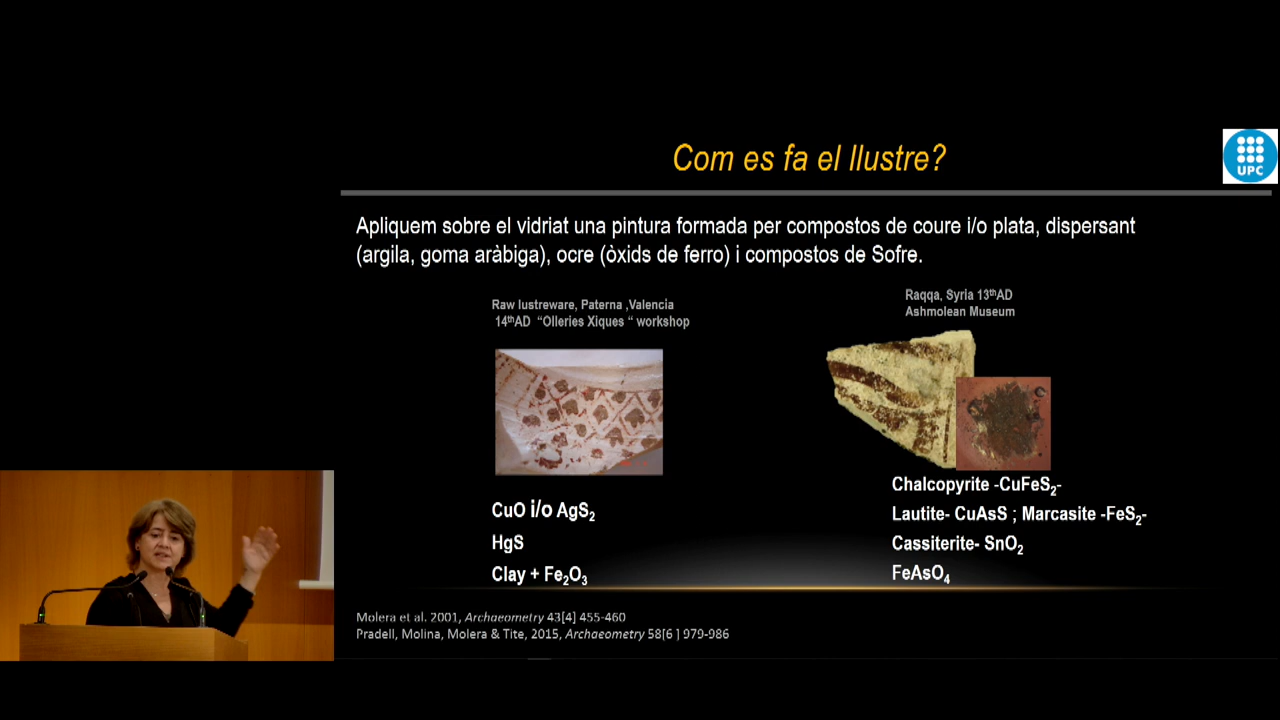 Com es fa el llustre?
UPC
Apliquem sobre el vidriat una pintura formada per compostos de coure i/o plata, dispersant
(argila, goma aràbiga), ocre (òxids de ferro) i compostos de Sofre.
Raw lustreware, Paterna ,Valencia
14thAD “Olleries Xiques “ workshop
Raqqa, Syria 13thAD
Ashmolean Museum
CuO i/o AgS2
HgS
Clay + Fe2O3
Chalcopyrite -CuFeS2-
Lautite- CuAsS ; Marcasite -FeS2-
Cassiterite- SnO2
FeAsO4
Molera et al. 2001, Archaeometry 43[4] 455-460
Pradell, Molina, Molera & Tite, 2015, Archaeometry 58[6 ] 979-986